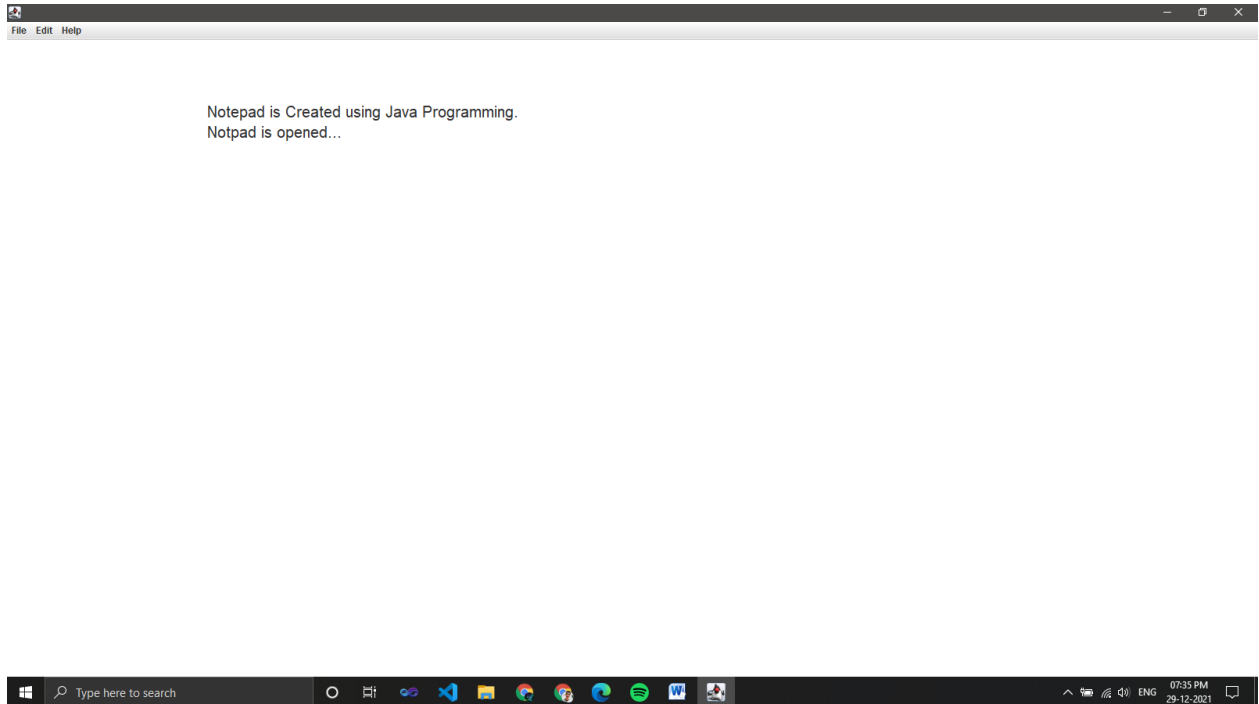 File Edit Help
Notepad is Created using Java Programming.
Notpad is opened...
Type here to search
ENG
07:35 PM
29-12-2021